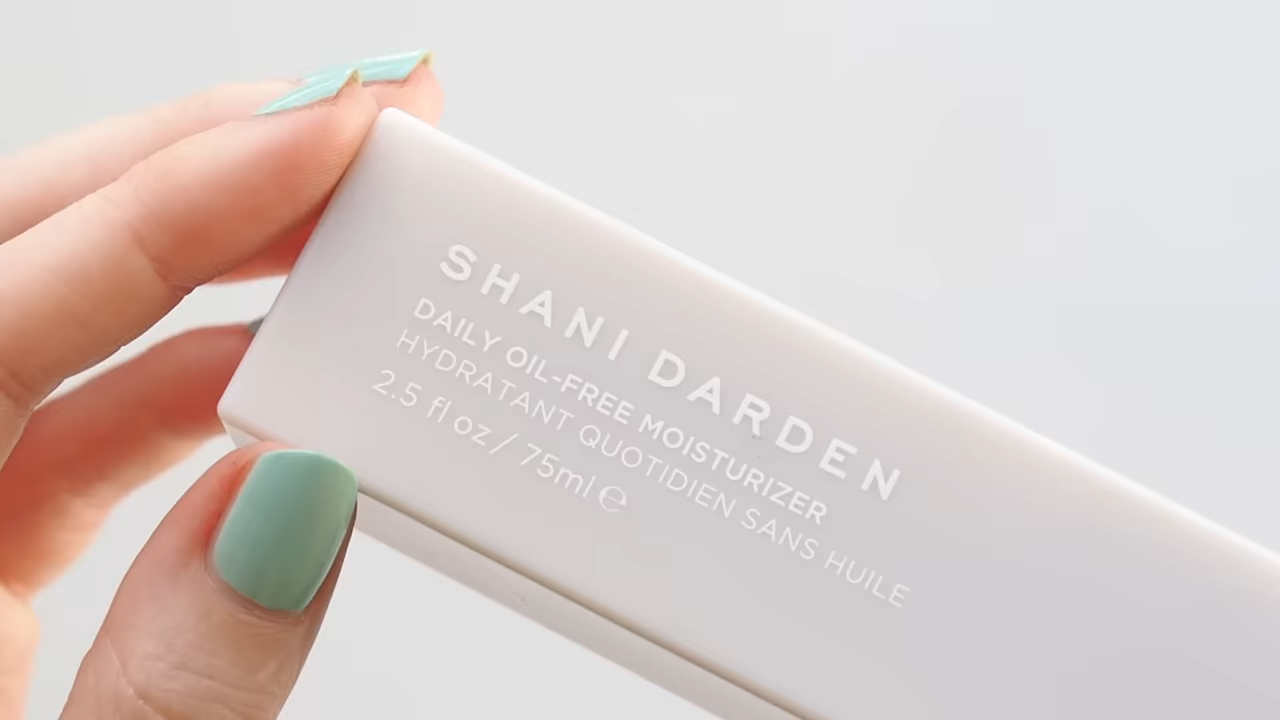 SHANI DARDEN
DAILY OIL-FREE MOISTURIZER
HYDRATANT QUOTIDIEN SANS HUILE
2.5 fl oz / 75ml ℮